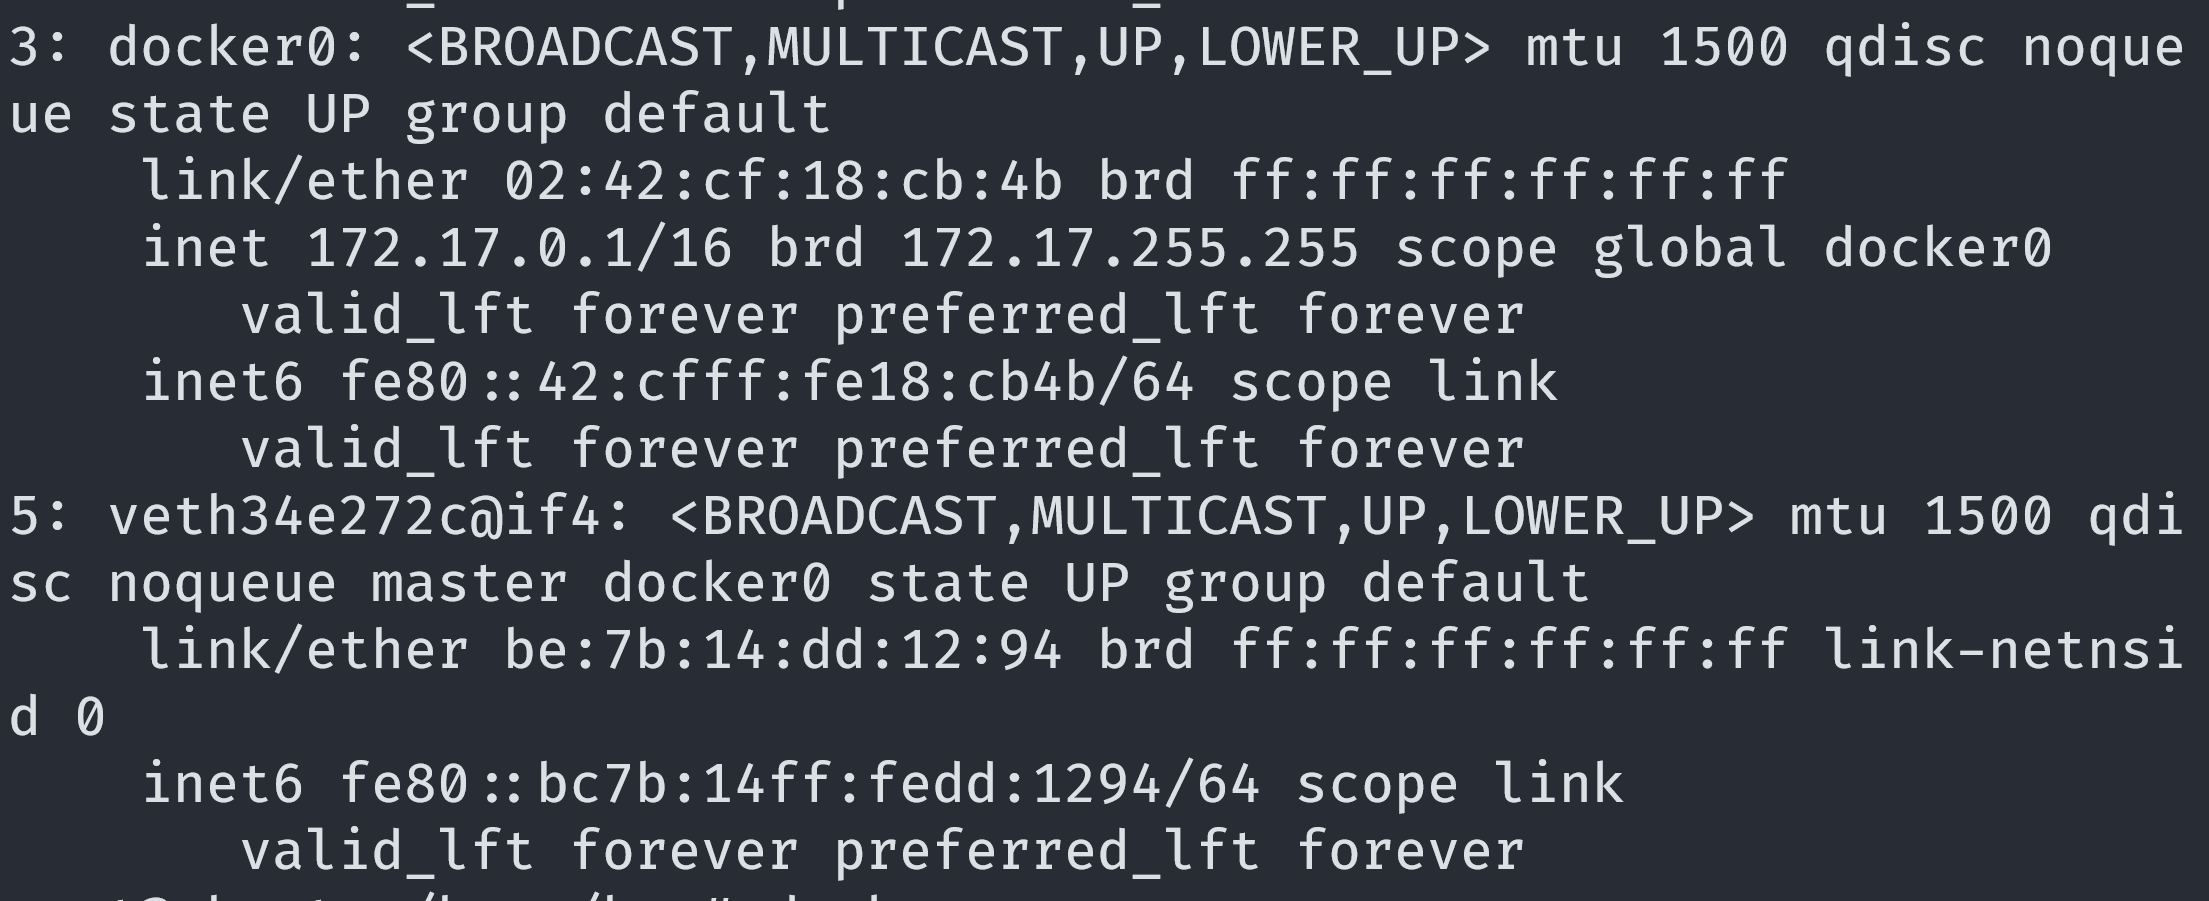 3: docker0: <BROADCAST,MULTICAST,UP,LOWER_UP> mtu 1500 qdisc noque
ue state UP group default
link/ether 02:42:cf:18:cb:4b brd ff:ff:ff:ff:ff:ff
inet 172.17.0.1/16 brd 172.17.255.255 scope global docker0
valid_lft forever preferred_lft forever
inet6 fe80::42:cfff:fe18:cb4b/64 scope link
valid_lft forever preferred_lft forever
5: veth34e272c@if4: <BROADCAST,MULTICAST,UP,LOWER_UP> mtu 1500 qdi
sc noqueue master docker0 state UP group default
link/ether be:7b:14:dd:12:94 brd ff:ff:ff:ff:ff:ff link-netnsi
d 0
inet6 fe80::bc7b:14ff:fedd:1294/64 scope link
valid_lft forever preferred_lft forever